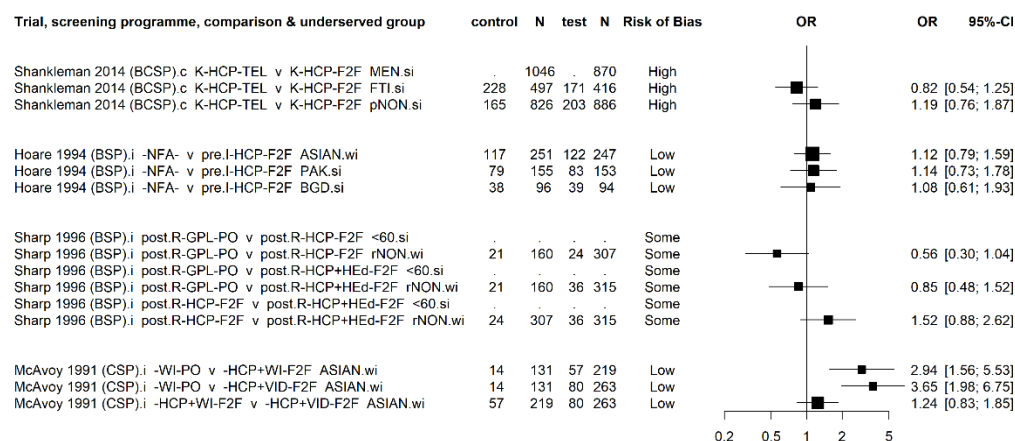 Trial, screening programme, comparison & underserved group control N test N Risk of Bias OR OR 95%-CI
Shankleman 2014 (BCSP).c K-HCP-TEL v K-HCP-F2F MEN.si . 1046 . 870 High
Shankleman 2014 (BCSP).c K-HCP-TEL v K-HCP-F2F FTI.si 228 497 171 416 High 0.82 [0.54; 1.25]
Shankleman 2014 (BCSP).c K-HCP-TEL v K-HCP-F2F pNON.si 165 826 203 886 High 1.19 [0.76; 1.87]
Hoare 1994 (BSP).i -NFA- v pre.I-HCP-F2F ASIAN.wi 117 251 122 247 Low 1.12 [0.79; 1.59]
Hoare 1994 (BSP).i -NFA- v pre.I-HCP-F2F PAK.si 79 155 83 153 Low 1.14 [0.73; 1.78]
Hoare 1994 (BSP).i -NFA- v pre.I-HCP-F2F BGD.si 38 96 39 94 Low 1.08 [0.61; 1.93]
Sharp 1996 (BSP).i post.R-GPL-PO v post.R-HCP-F2F <60.si . . . . Some
Sharp 1996 (BSP).i post.R-GPL-PO v post.R-HCP-F2F rNON.wi 21 160 24 307 Some 0.56 [0.30; 1.04]
Sharp 1996 (BSP).i post.R-GPL-PO v post.R-HCP+HEd-F2F <60.si . . . . Some
Sharp 1996 (BSP).i post.R-GPL-PO v post.R-HCP+HEd-F2F rNON.wi 21 160 36 315 Some 0.85 [0.48; 1.52]
Sharp 1996 (BSP).i post.R-HCP-F2F v post.R-HCP+HEd-F2F <60.si . . . . Some
Sharp 1996 (BSP).i post.R-HCP-F2F v post.R-HCP+HEd-F2F rNON.wi 24 307 36 315 Some 1.52 [0.88; 2.62]
McAvoy 1991 (CSP).i -WI-PO v -HCP+WI-F2F ASIAN.wi 14 131 57 219 Low 2.94 [1.56; 5.53]
McAvoy 1991 (CSP).i -WI-PO v -HCP+VID-F2F ASIAN.wi 14 131 80 263 Low 3.65 [1.98; 6.75]
McAvoy 1991 (CSP).i -HCP+WI-F2F v -HCP+VID-F2F ASIAN.wi 57 219 80 263 Low 1.24 [0.83; 1.85]
0.2 0.5 1 2 5